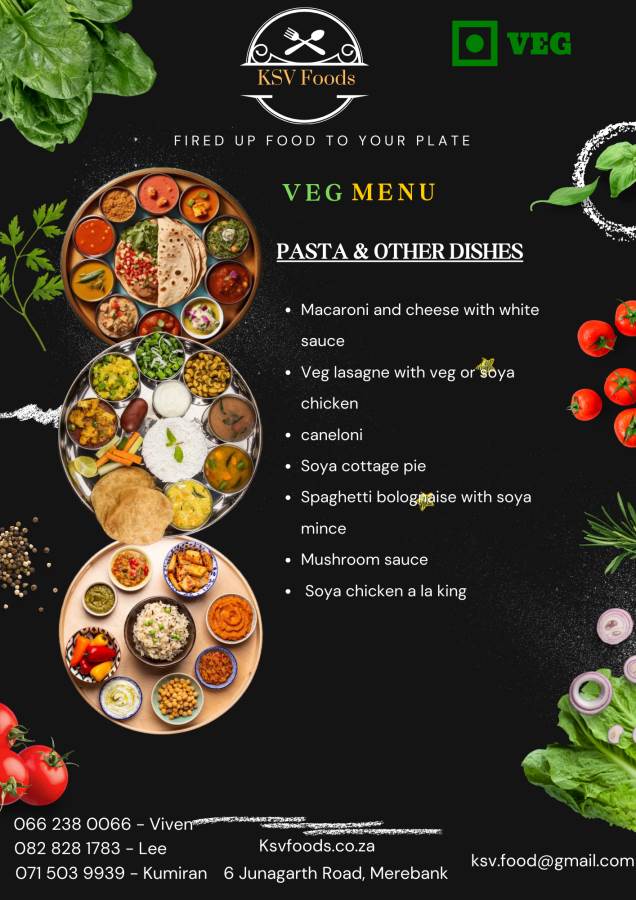 KSV Foods
VEG
FIRED UP FOOD TO YOUR PLATE
VEG MENU
PASTA & OTHER DISHES
• Macaroni and cheese with white
sauce
• Veg lasagne with veg or soya
chicken
• caneloni
• Soya cottage pie
• Spaghetti bolognaise with soya
mince
• Mushroom sauce
• Soya chicken a la king
066 238 0066 - Viven
082 828 1783 - Lee
071 503 9939 - Kumiran
Ksvfoods.co.za
6 Junagarth Road, Merebank
ksv.food@gmail.com